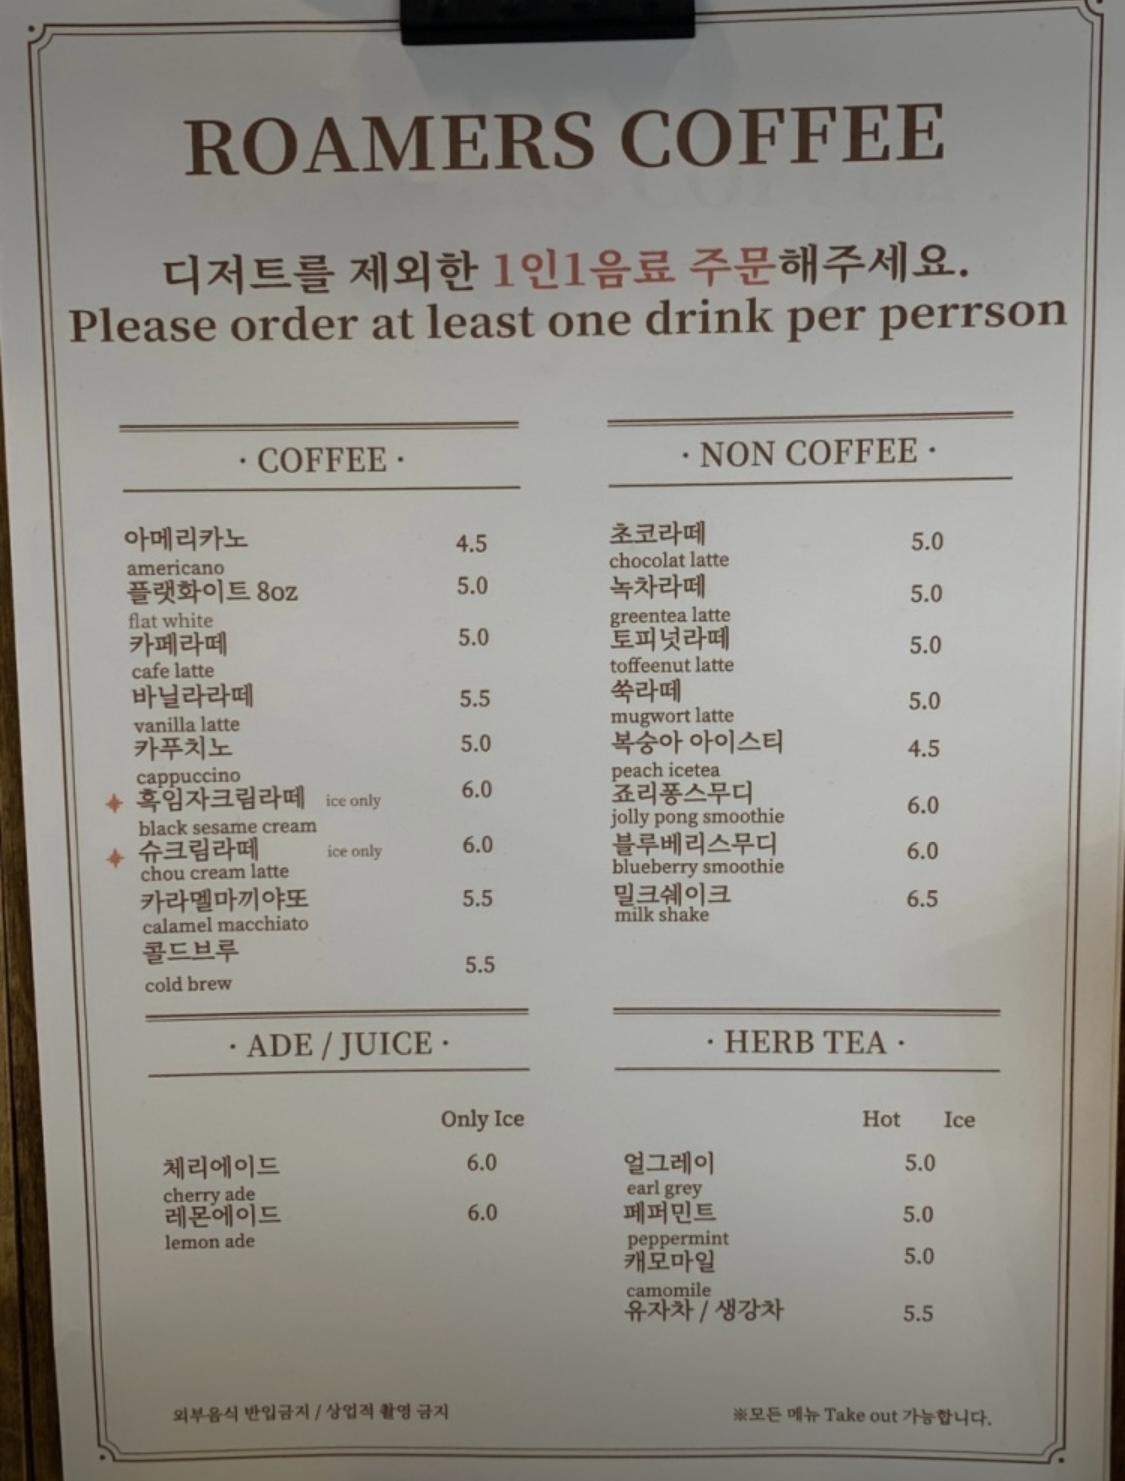 ROAMERS COFFEE
디저트를 제외한 1인1음료 주문해주세요.
Please order at least one drink per perrson
· COFFEE ·
아메리카노 4.5
americano
플랫화이트 8oz 5.0
flat white
카페라떼 5.0
cafe latte
바닐라라떼 5.5
vanilla latte
카푸치노 5.0
cappuccino
흑임자크림라떼 ice only 6.0
black sesame cream
슈크림라떼 ice only 6.0
chou cream latte
카라멜마끼야또 5.5
calamel macchiato
콜드브루 5.5
cold brew
· NON COFFEE ·
초코라떼 5.0
chocolat latte
녹차라떼 5.0
greentea latte
토피넛라떼 5.0
toffeenut latte
쑥라떼 5.0
mugwort latte
복숭아 아이스티 4.5
peach icetea
죠리퐁스무디 6.0
jolly pong smoothie
블루베리스무디 6.0
blueberry smoothie
밀크쉐이크 6.5
milk shake
· ADE / JUICE ·
Only Ice
체리에이드 6.0
cherry ade
레몬에이드 6.0
lemon ade
· HERB TEA ·
Hot Ice
얼그레이 5.0
earl grey
페퍼민트 5.0
peppermint
캐모마일 5.0
camomile
유자차 / 생강차 5.5
외부음식 반입금지 / 상업적 촬영 금지
※모든 메뉴 Take out 가능합니다.